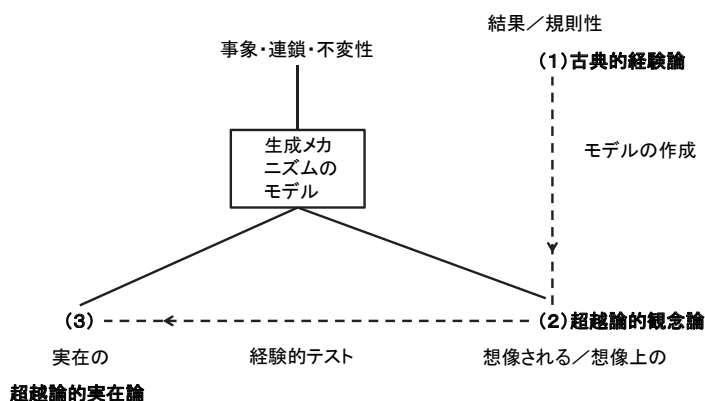 結果／規則性
事象・連鎖・不変性
(1)古典的経験論
生成メカ
ニズムの
モデル
モデルの作成
(3)
(2)超越論的観念論
実在の
経験的テスト
想像される／想像上の
超越論的実在論